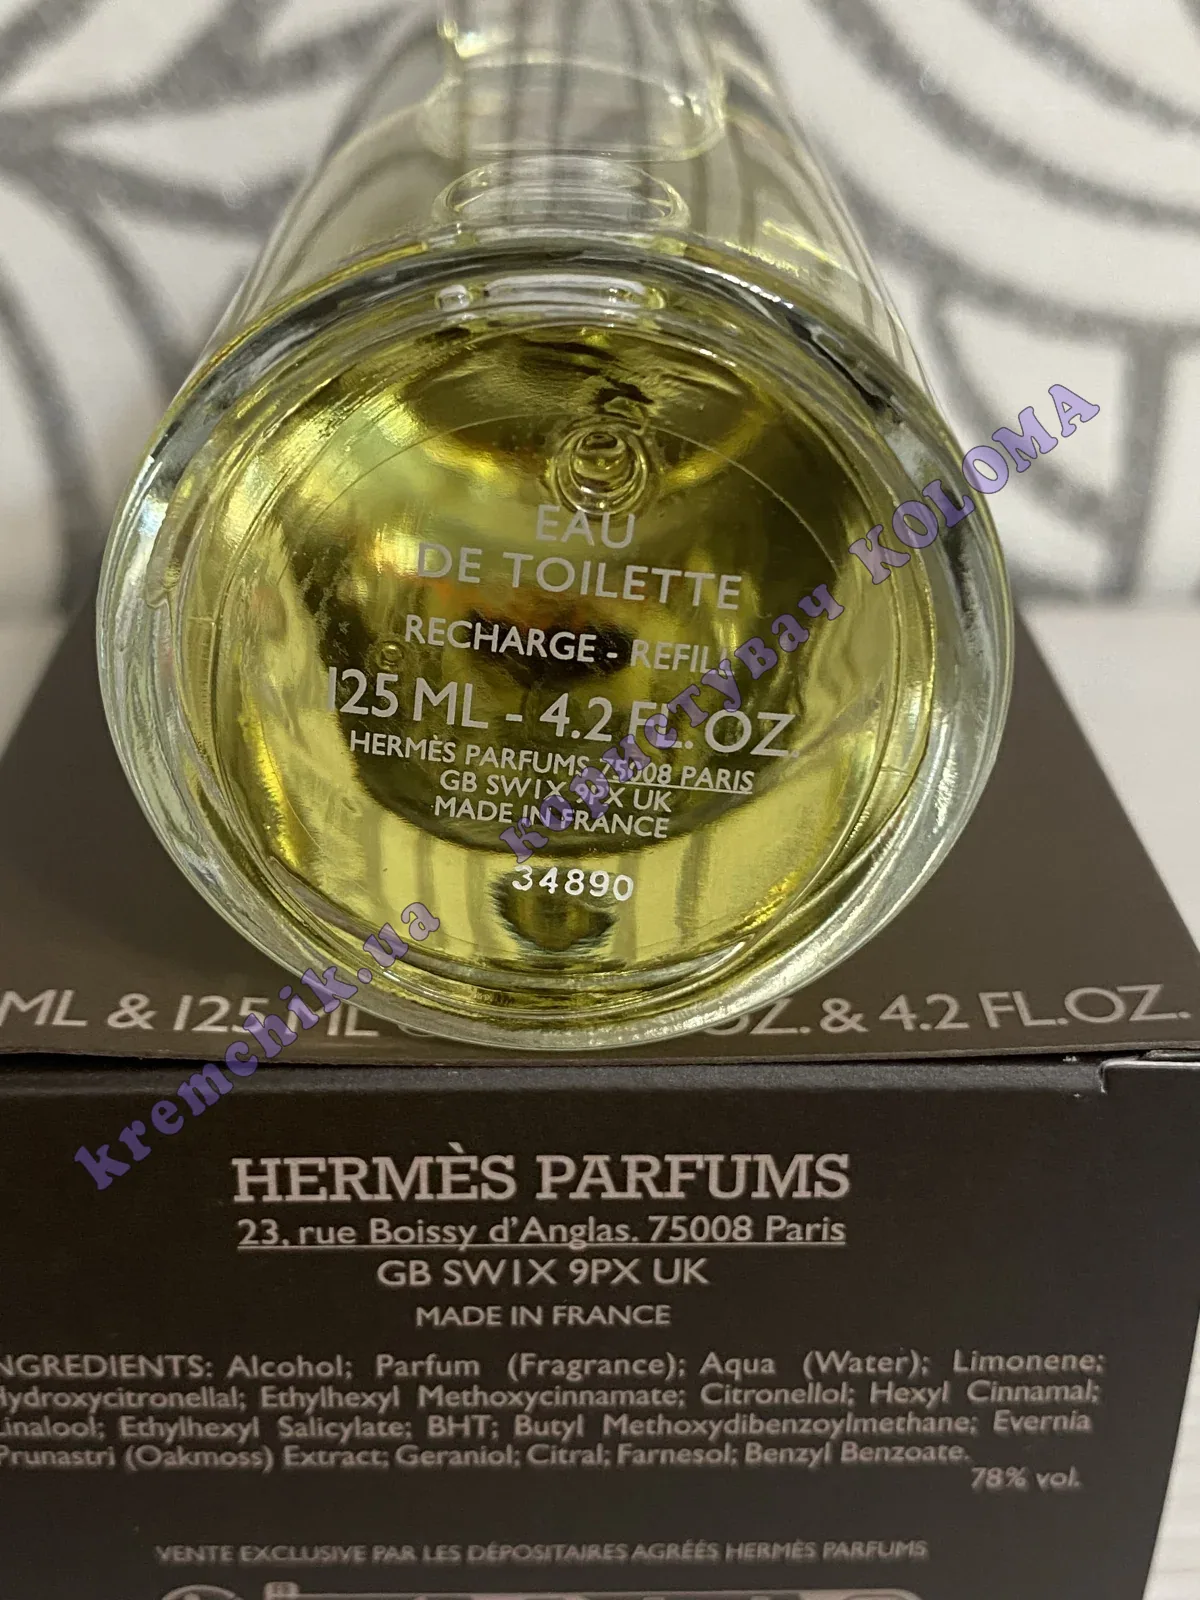 EAU
DE TOILETTE
RECHARGE - REFILL
125 ML - 4.2 FL. OZ.
HERMÈS PARFUMS 75008 PARIS
GB SW1X 9PX UK
MADE IN FRANCE
34890
користувач KOLOMA
kremchik.ua
ML & 125 ML OZ. & 4.2 FL.OZ.
HERMÈS PARFUMS
23, rue Boissy d'Anglas. 75008 Paris
GB SW1X 9PX UK
MADE IN FRANCE
NGREDIENTS: Alcohol; Parfum (Fragrance); Aqua (Water); Limonene;
Hydroxycitronellal; Ethylhexyl Methoxycinnamate; Citronellol; Hexyl Cinnamal;
Linalool; Ethylhexyl Salicylate; BHT; Butyl Methoxydibenzoylmethane; Evernia
Prunastri (Oakmoss) Extract; Geraniol; Citral; Farnesol; Benzyl Benzoate.
78% vol.
VENTE EXCLUSIVE PAR LES DÉPOSITAIRES AGRÉÉS HERMÈS PARFUMS